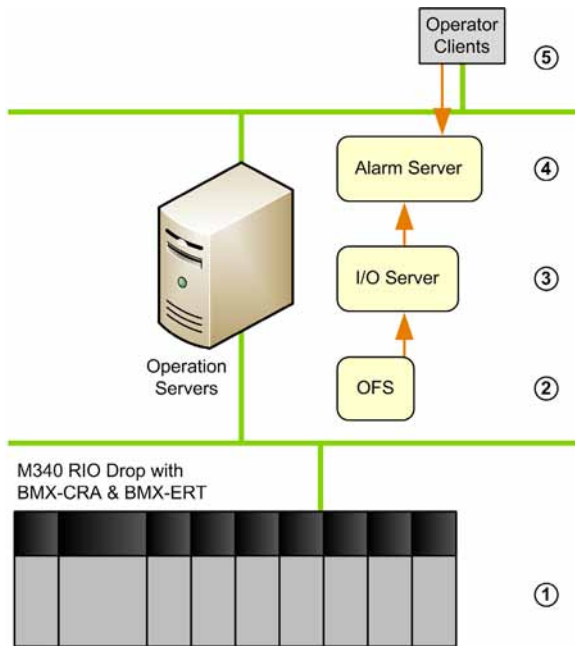 Operator
Clients
⑤
Alarm Server
④
I/O Server
③
Operation
Servers
OFS
②
M340 RIO Drop with
BMX-CRA & BMX-ERT
①